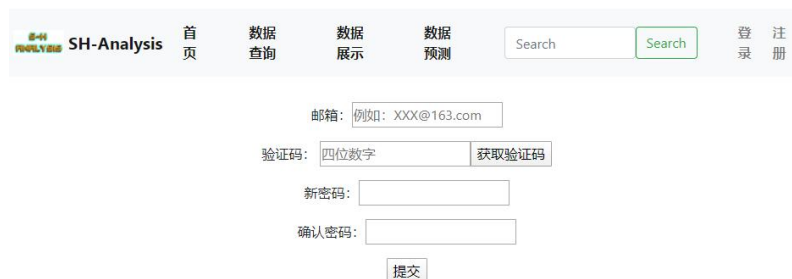 S-H
ANALYSIS
SH-Analysis
首页
数据查询
数据展示
数据预测
Search
Search
登录
注册
邮箱：例如：XXX@163.com
验证码：四位数字 获取验证码
新密码：
确认密码：
提交